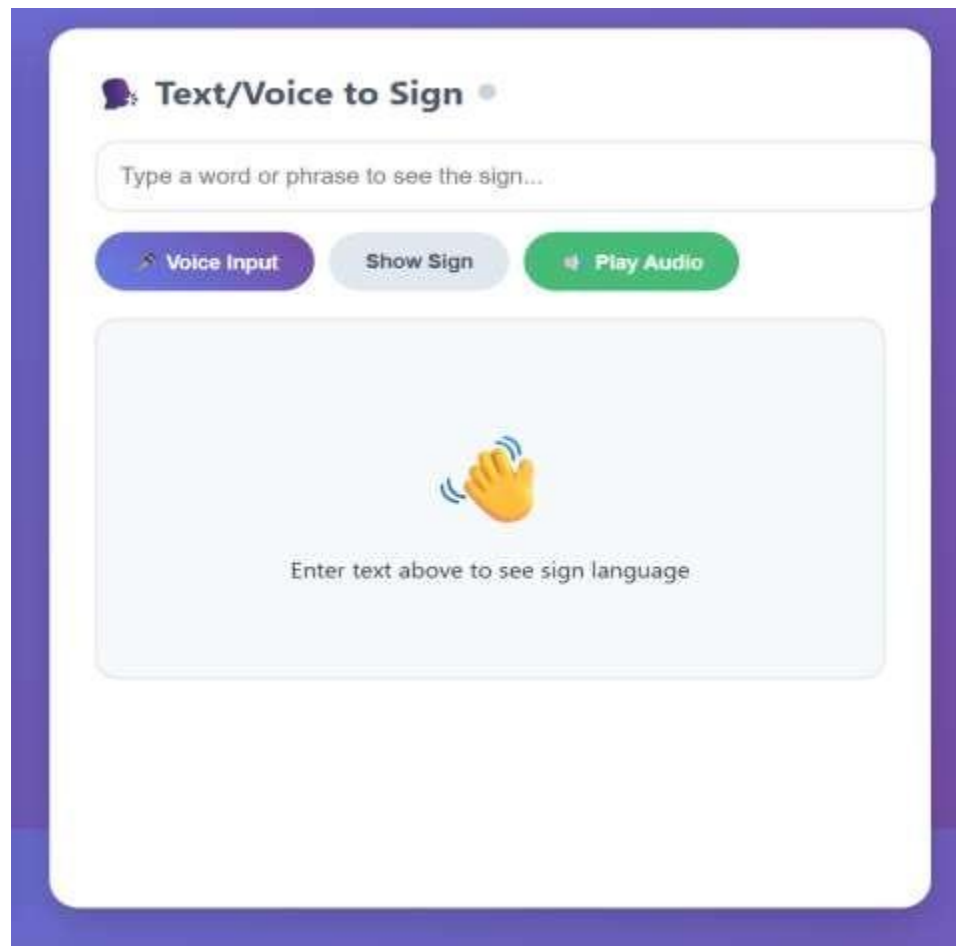 Text/Voice to Sign
Type a word or phrase to see the sign...
Voice Input Show Sign Play Audio
Enter text above to see sign language